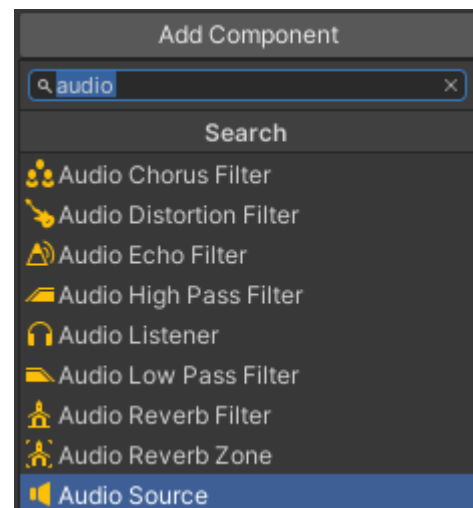 Add Component
audio
Search
Audio Chorus Filter
Audio Distortion Filter
Audio Echo Filter
Audio High Pass Filter
Audio Listener
Audio Low Pass Filter
Audio Reverb Filter
Audio Reverb Zone
Audio Source